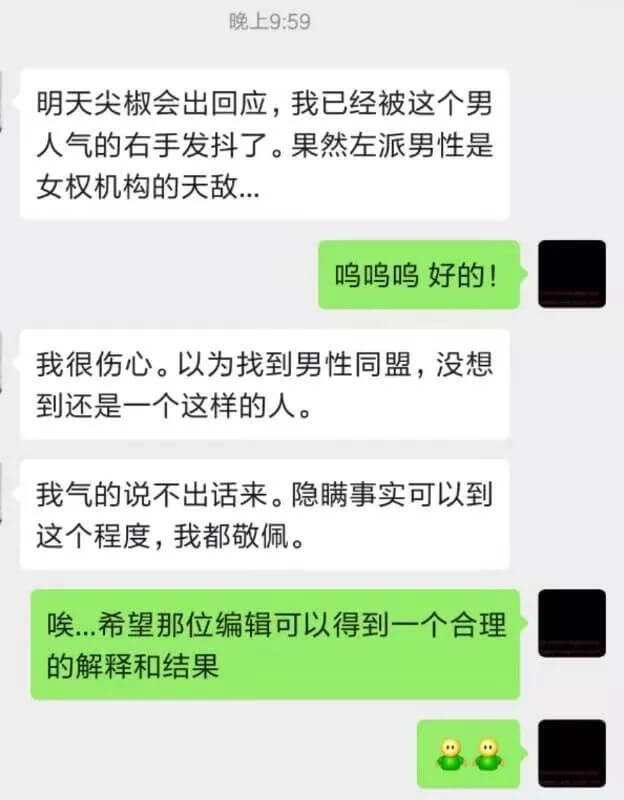 晚上9:59
明天尖椒会出回应，我已经被这个男
人气的右手发抖了。果然左派男性是
女权机构的天敌...
呜呜呜 好的！
我很伤心。以为找到男性同盟，没想
到还是一个这样的人。
我气的说不出话来。隐瞒事实可以到
这个程度，我都敬佩。
唉...希望那位编辑可以得到一个合理
的解释和结果